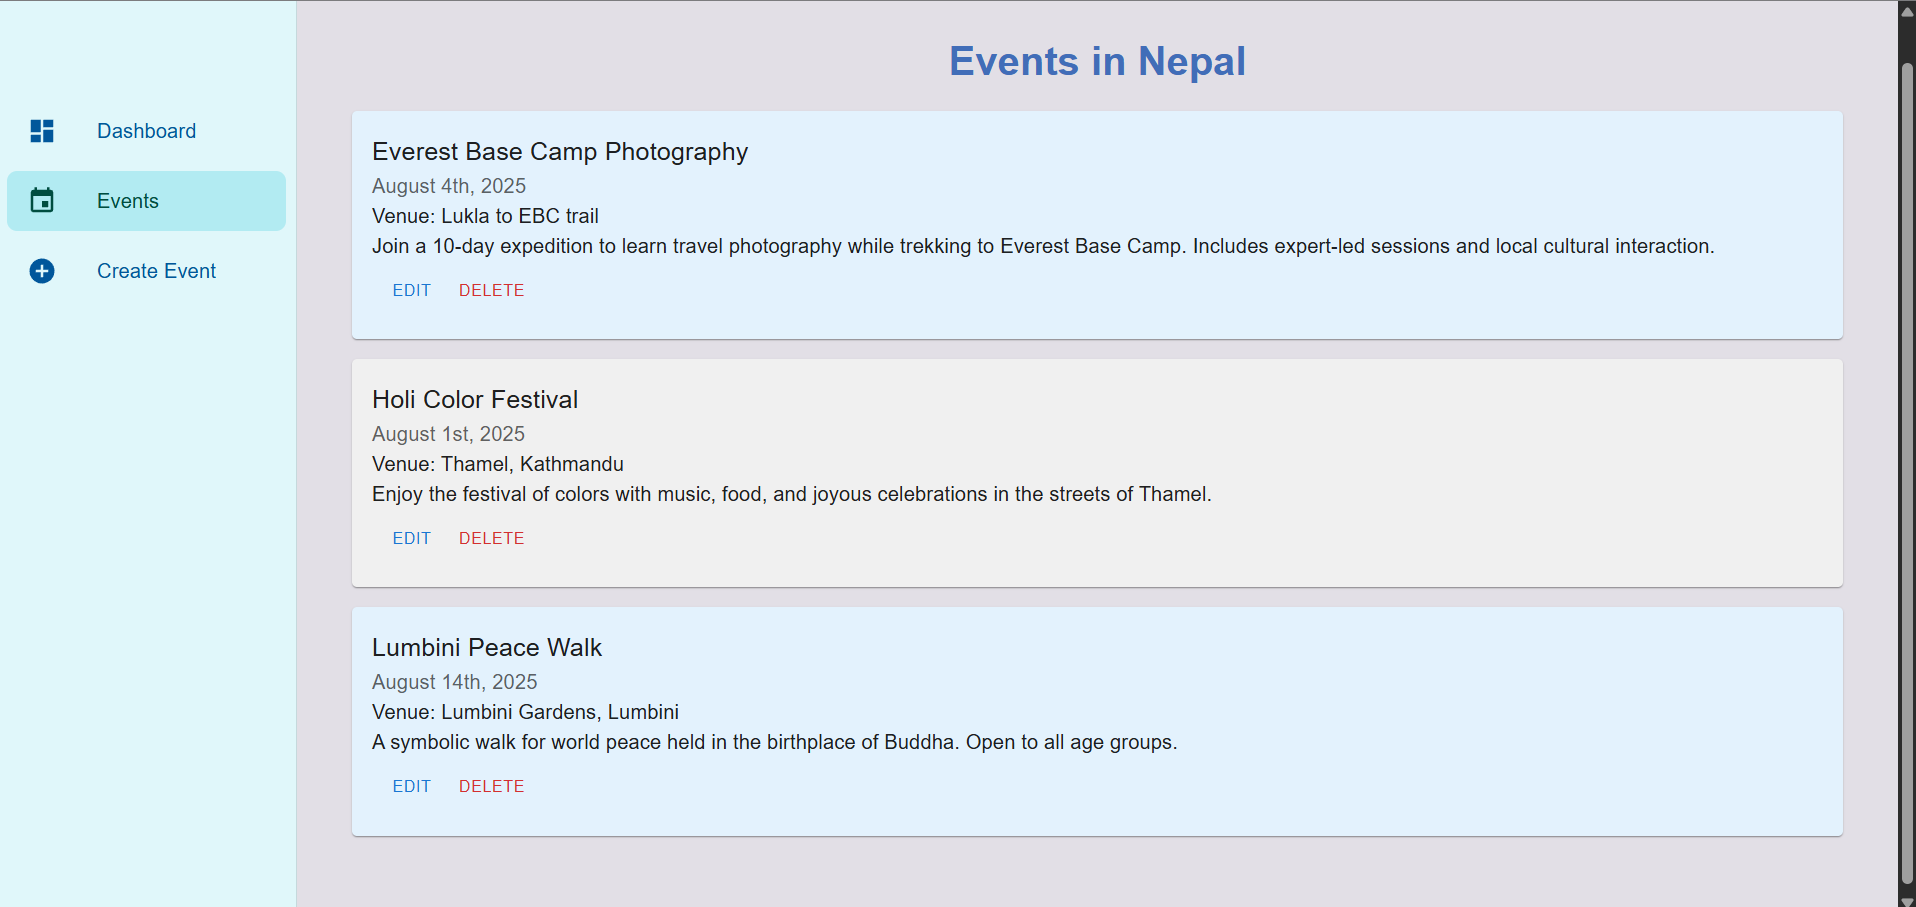 Dashboard
Events
Create Event
Events in Nepal
Everest Base Camp Photography
August 4th, 2025
Venue: Lukla to EBC trail
Join a 10-day expedition to learn travel photography while trekking to Everest Base Camp. Includes expert-led sessions and local cultural interaction.
EDIT DELETE
Holi Color Festival
August 1st, 2025
Venue: Thamel, Kathmandu
Enjoy the festival of colors with music, food, and joyous celebrations in the streets of Thamel.
EDIT DELETE
Lumbini Peace Walk
August 14th, 2025
Venue: Lumbini Gardens, Lumbini
A symbolic walk for world peace held in the birthplace of Buddha. Open to all age groups.
EDIT DELETE